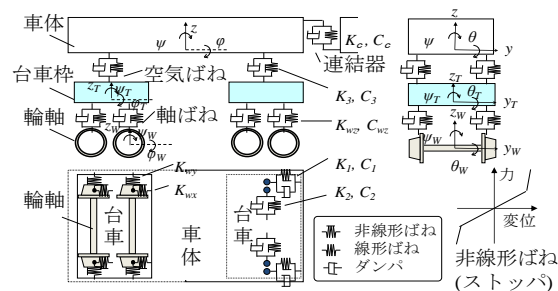 車体
z
ψ
φ
K_c, C_c
連結器
空気ばね
台車枠
z_T
ψ_T
φ_T
K_3, C_3
軸ばね
輪軸
z_W
ψ_W
φ_W
K_wz, C_wz
z
θ
ψ
y
z_T
θ_T
ψ_T
y_T
z_W
ψ_W
y_W
θ_W
K_wy
K_wx
輪軸
台車
車体
台車
K_1, C_1
K_2, C_2
非線形ばね
線形ばね
ダンパ
力
変位
非線形ばね
(ストッパ)